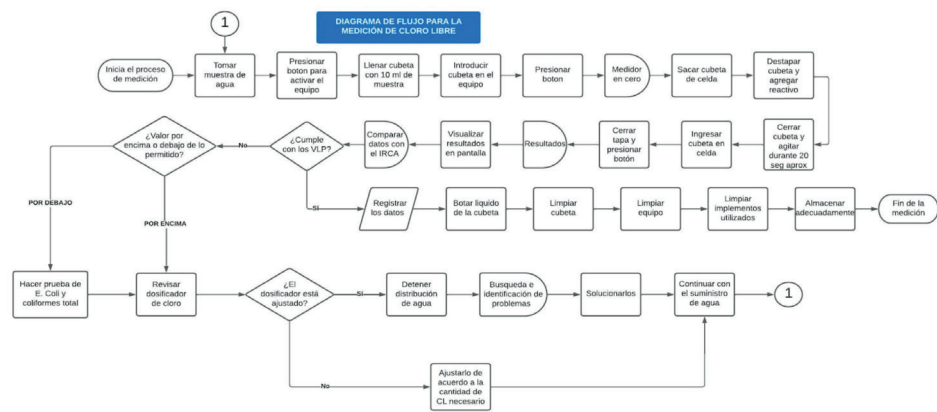 1
DIAGRAMA DE FLUJO PARA LA
MEDICIÓN DE CLORO LIBRE
Inicia el proceso
de medición
Tomar
muestra de
agua
Presionar
boton para
activar el
equipo
Llenar cubeta
con 10 ml de
muestra
Introducir
cubeta en el
equipo
Presionar
boton
Medidor
en cero
Sacar cubeta
de celda
Destapar
cubeta y
agregar
reactivo
¿Valor por
encima o debajo de lo
permitido?
No
¿Cumple
con los VLP?
Comparar
datos con
el IRCA
Visualizar
resultados
en pantalla
Resultados
Cerrar
tapa y
presionar
botón
Ingresar
cubeta en
celda
Cerrar
cubeta y
agitar
durante 20
seg aprox
POR DEBAJO
POR ENCIMA
Sí
Registrar
los datos
Botar liquido
de la cubeta
Limpiar
cubeta
Limpiar
equipo
Limpiar
implementos
utilizados
Almacenar
adecuadamente
Fin de la
medición
Hacer prueba de
E. Coli y
coliformes total
Revisar
dosificador
de cloro
¿El
dosificador está
ajustado?
Sí
Detener
distribución
de agua
Busqueda e
identificación de
problemas
Solucionarlos
Continuar con
el suministro
de agua
1
No
Ajustarlo de
acuerdo a la
cantidad de
CL necesario